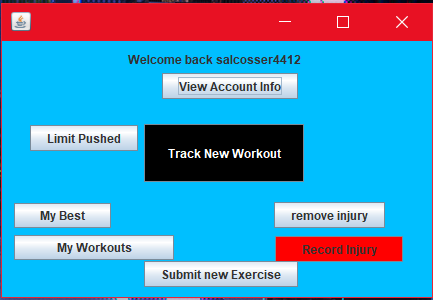 Welcome back salcosser4412
View Account Info
Limit Pushed
Track New Workout
My Best
remove injury
My Workouts
Record Injury
Submit new Exercise